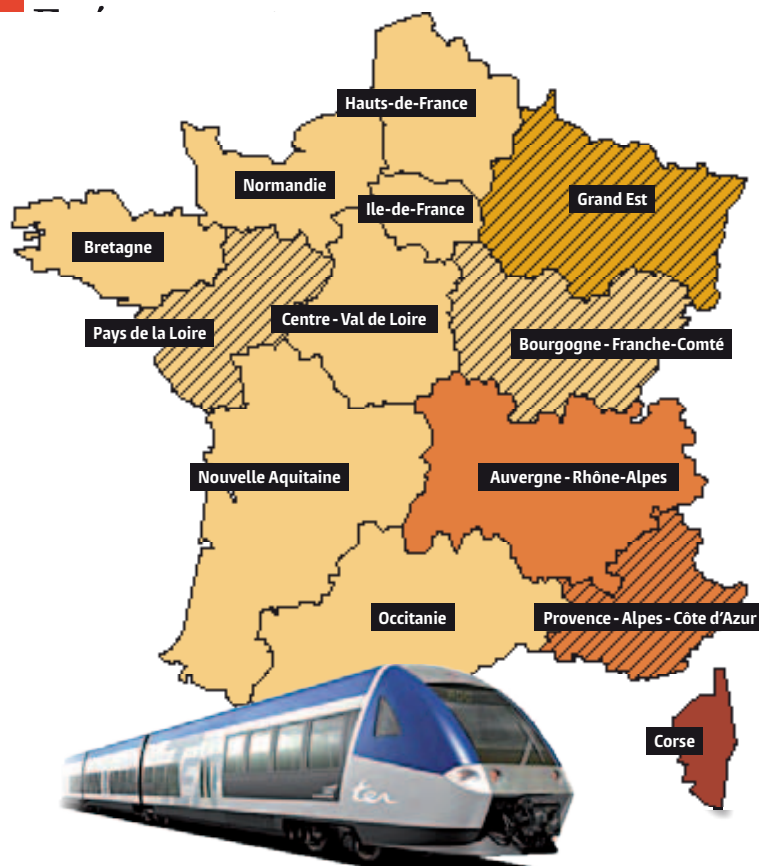 Hauts-de-France
Normandie
Ile-de-France
Grand Est
Bretagne
Pays de la Loire
Centre - Val de Loire
Bourgogne - Franche-Comté
Nouvelle Aquitaine
Auvergne - Rhône-Alpes
Occitanie
Provence - Alpes - Côte d'Azur
Corse
ter